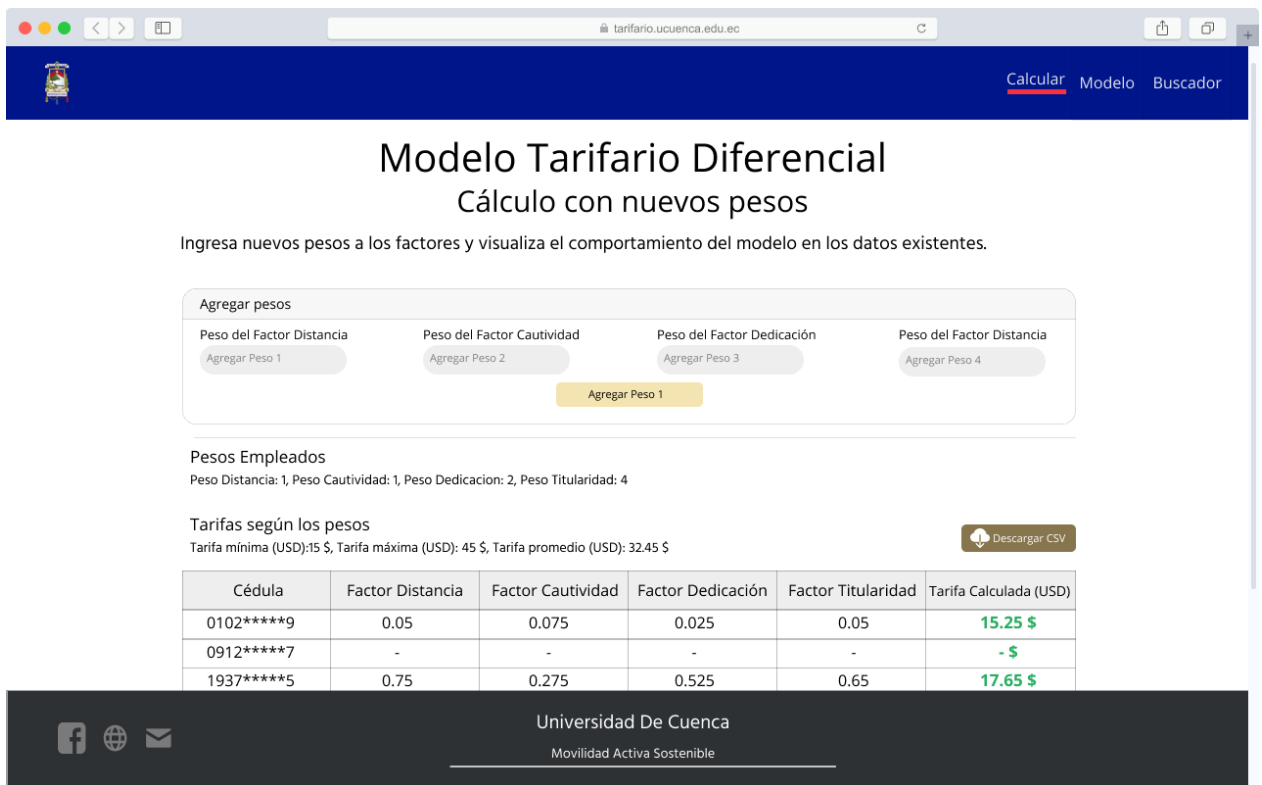 tarifario.ucuenca.edu.ec
Calcular Modelo Buscador
Modelo Tarifario Diferencial
Cálculo con nuevos pesos
Ingresa nuevos pesos a los factores y visualiza el comportamiento del modelo en los datos existentes.
Agregar pesos
Peso del Factor Distancia Peso del Factor Cautividad Peso del Factor Dedicación Peso del Factor Distancia
Agregar Peso 1 Agregar Peso 2 Agregar Peso 3 Agregar Peso 4
Agregar Peso 1
Pesos Empleados
Peso Distancia: 1, Peso Cautividad: 1, Peso Dedicacion: 2, Peso Titularidad: 4
Tarifas según los pesos
Tarifa mínima (USD):15 $, Tarifa máxima (USD): 45 $, Tarifa promedio (USD): 32.45 $
Descargar CSV
Cédula Factor Distancia Factor Cautividad Factor Dedicación Factor Titularidad Tarifa Calculada (USD)
0102*****9 0.05 0.075 0.025 0.05 15.25 $
0912*****7 - - - - - $
1937*****5 0.75 0.275 0.525 0.65 17.65 $
Universidad De Cuenca
Movilidad Activa Sostenible